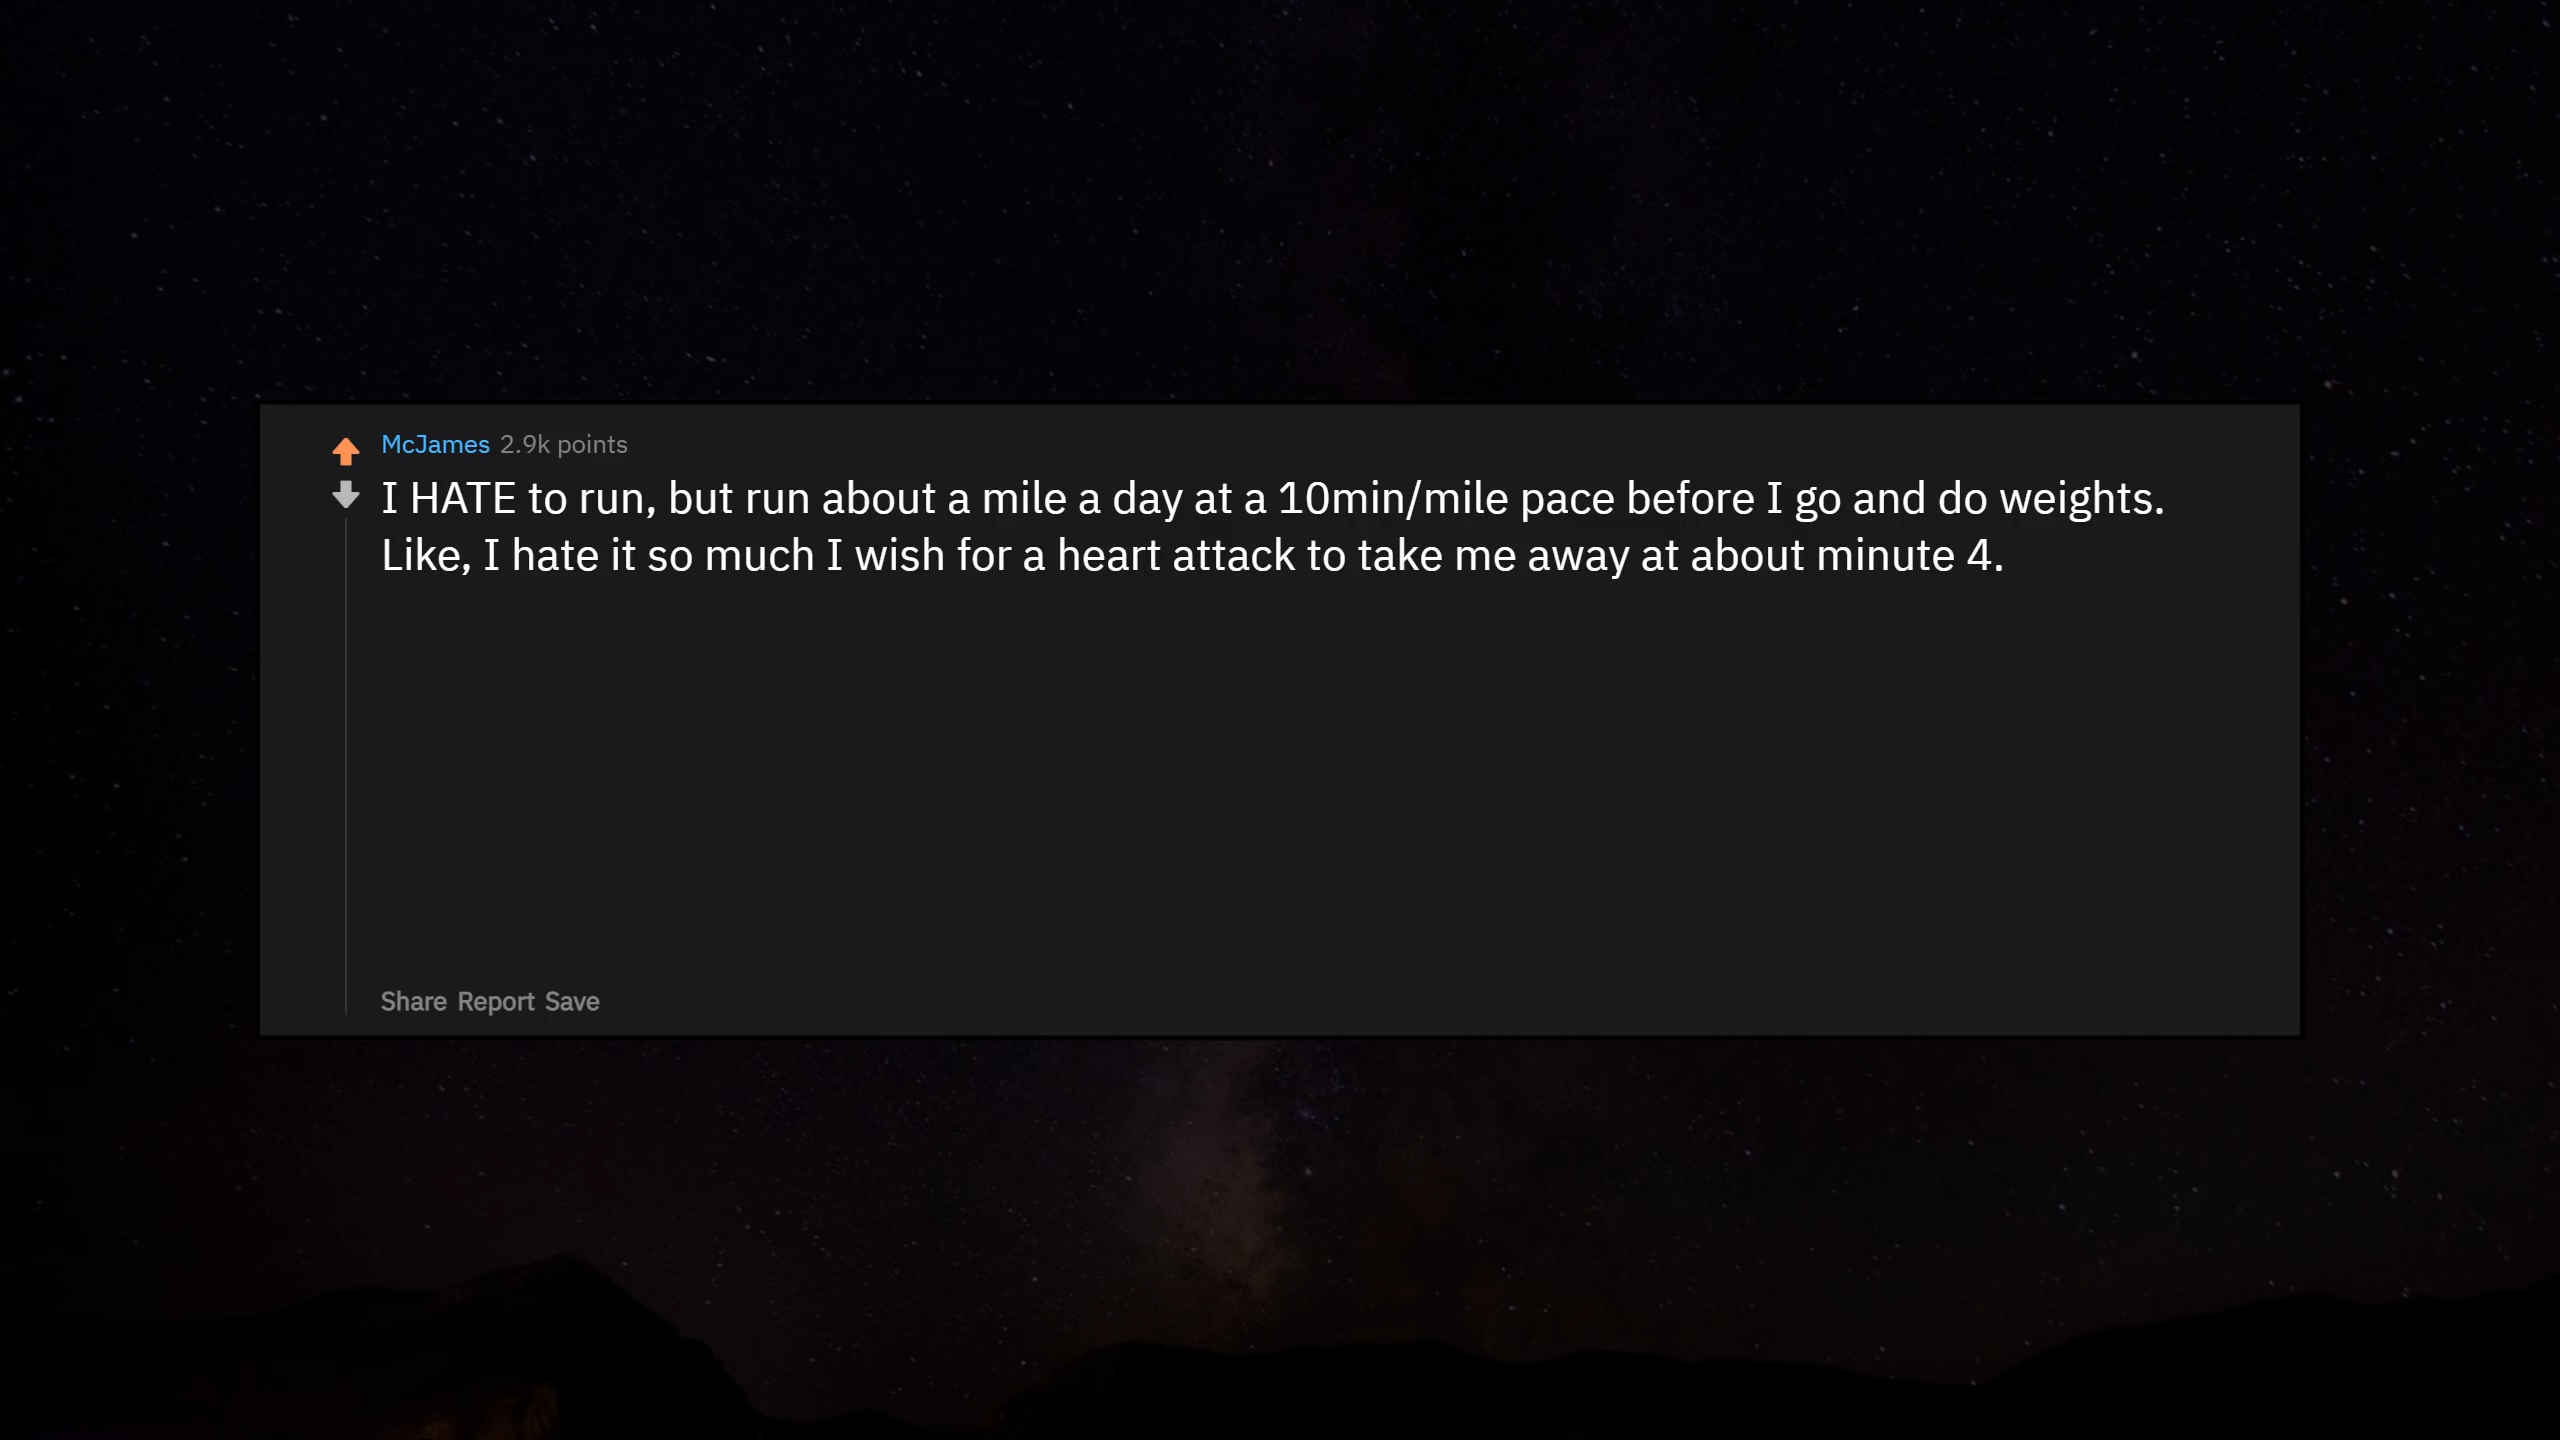 McJames 2.9k points
I HATE to run, but run about a mile a day at a 10min/mile pace before I go and do weights.
Like, I hate it so much I wish for a heart attack to take me away at about minute 4.
Share Report Save